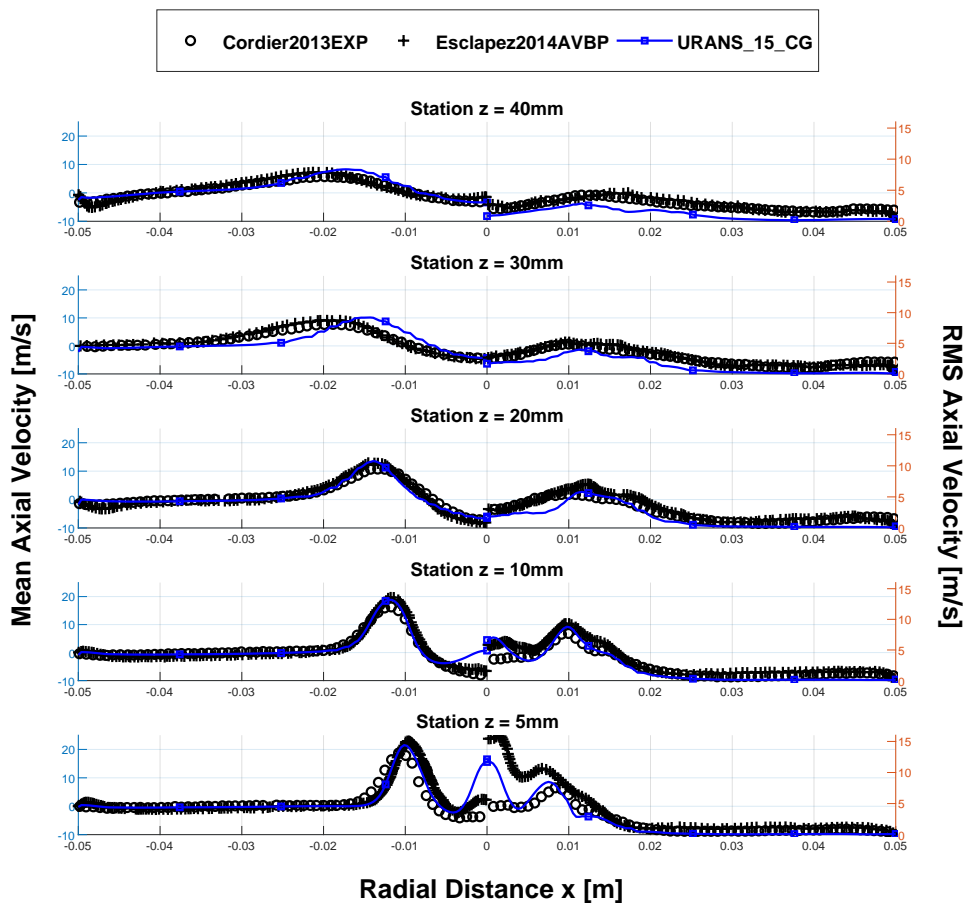 Cordier2013EXP Esclapez2014AVBP URANS_15_CG
Station z = 40mm
20 10 0 -10
15 10 5 0
-0.05 -0.04 -0.03 -0.02 -0.01 0 0.01 0.02 0.03 0.04 0.05
Station z = 30mm
20 10 0 -10
15 10 5 0
-0.05 -0.04 -0.03 -0.02 -0.01 0 0.01 0.02 0.03 0.04 0.05
Station z = 20mm
20 10 0 -10
15 10 5 0
-0.05 -0.04 -0.03 -0.02 -0.01 0 0.01 0.02 0.03 0.04 0.05
Station z = 10mm
20 10 0 -10
15 10 5 0
-0.05 -0.04 -0.03 -0.02 -0.01 0 0.01 0.02 0.03 0.04 0.05
Station z = 5mm
20 10 0 -10
15 10 5 0
-0.05 -0.04 -0.03 -0.02 -0.01 0 0.01 0.02 0.03 0.04 0.05
Mean Axial Velocity [m/s]
RMS Axial Velocity [m/s]
Radial Distance x [m]